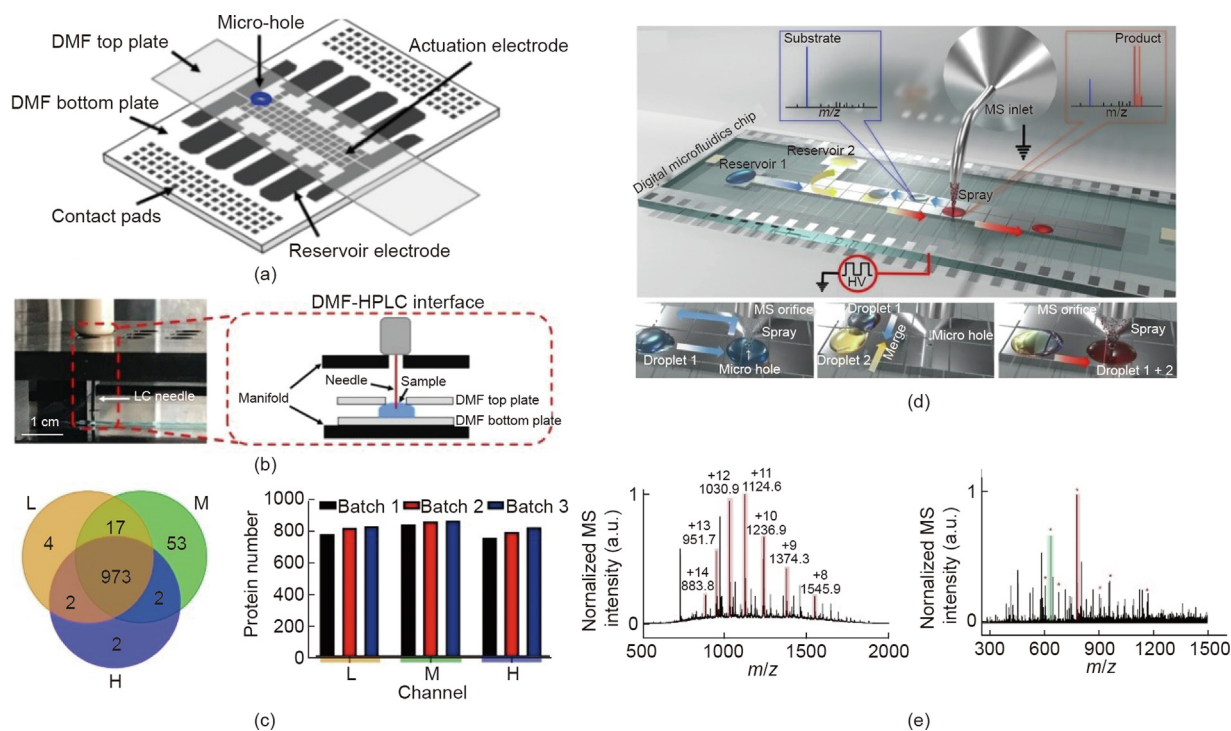 Micro-hole
DMF top plate
Actuation electrode
DMF bottom plate
Contact pads
Reservoir electrode
(a)
DMF-HPLC interface
LC needle
1 cm
Manifold
Needle
Sample
DMF top plate
DMF bottom plate
(b)
L
M
H
4
17
53
973
2
2
2
Protein number
1000
800
600
400
200
0
Batch 1
Batch 2
Batch 3
L
M
H
Channel
(c)
Substrate
m/z
Product
m/z
MS inlet
Digital microfluidics chip
Reservoir 1
Reservoir 2
Spray
HV
Droplet 1
MS orifice
Spray
Micro hole
Droplet 1
Droplet 2
Merge
Micro hole
MS orifice
Spray
Droplet 1 + 2
(d)
Normalized MS
intensity (a.u.)
1
0
+14
883.8
+13
951.7
+12
1030.9
+11
1124.6
+10
1236.9
+9
1374.3
+8
1545.9
500
1000
1500
2000
m/z
Normalized MS
intensity (a.u.)
1
0
300
600
900
1200
1500
m/z
(e)